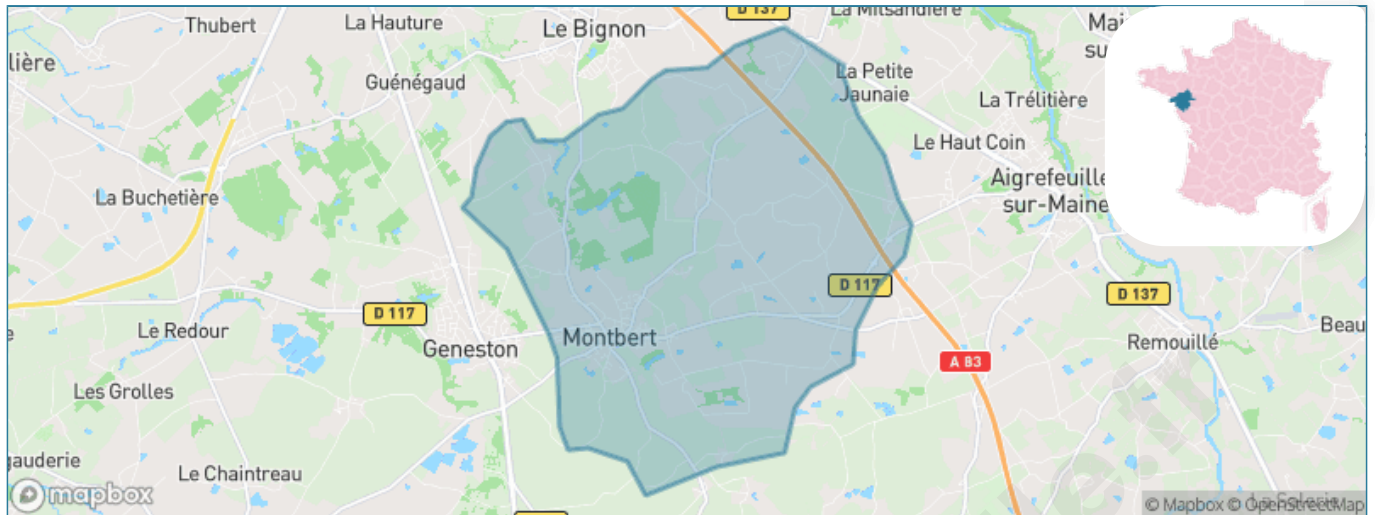 D 137
La Milsandière
Thubert
La Hauture
Le Bignon
lière
Guénégaud
La Petite
Jaunaie
La Trélitière
Le Haut Coin
La Buchetière
Aigrefeuille
sur-Maine
D 117
D 137
D 117
Le Redour
Montbert
Geneston
Beau
Remouillé
A 83
Les Grolles
gauderie
Le Chaintreau
mapbox
© Mapbox © OpenStreetMap